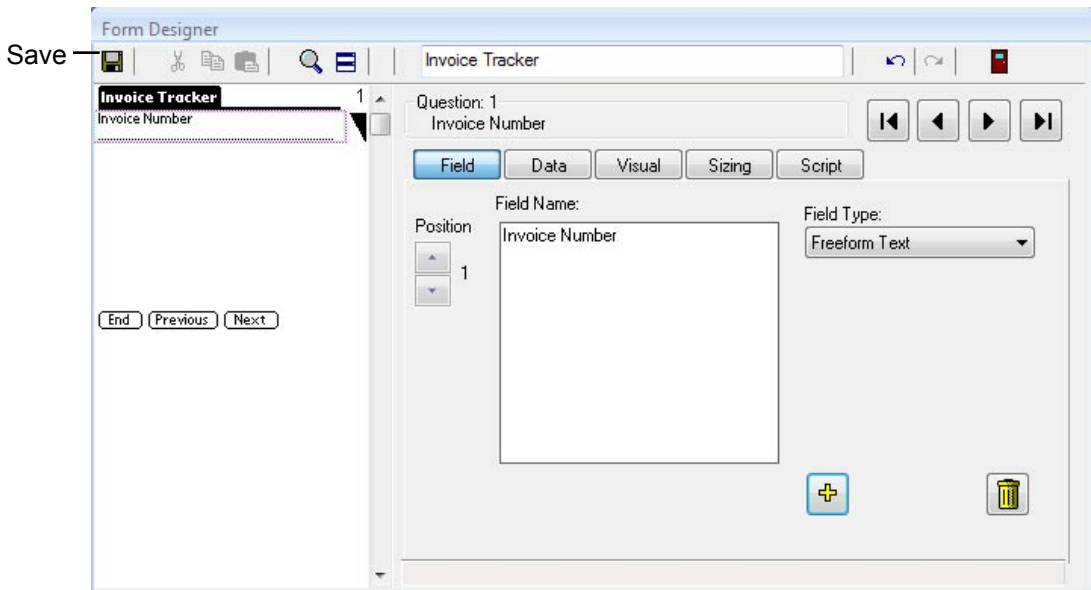 Form Designer
Save
Invoice Tracker
Invoice Tracker 1
Invoice Number
End Previous Next
Question: 1
Invoice Number
Field Data Visual Sizing Script
Position
1
Field Name:
Invoice Number
Field Type:
Freeform Text